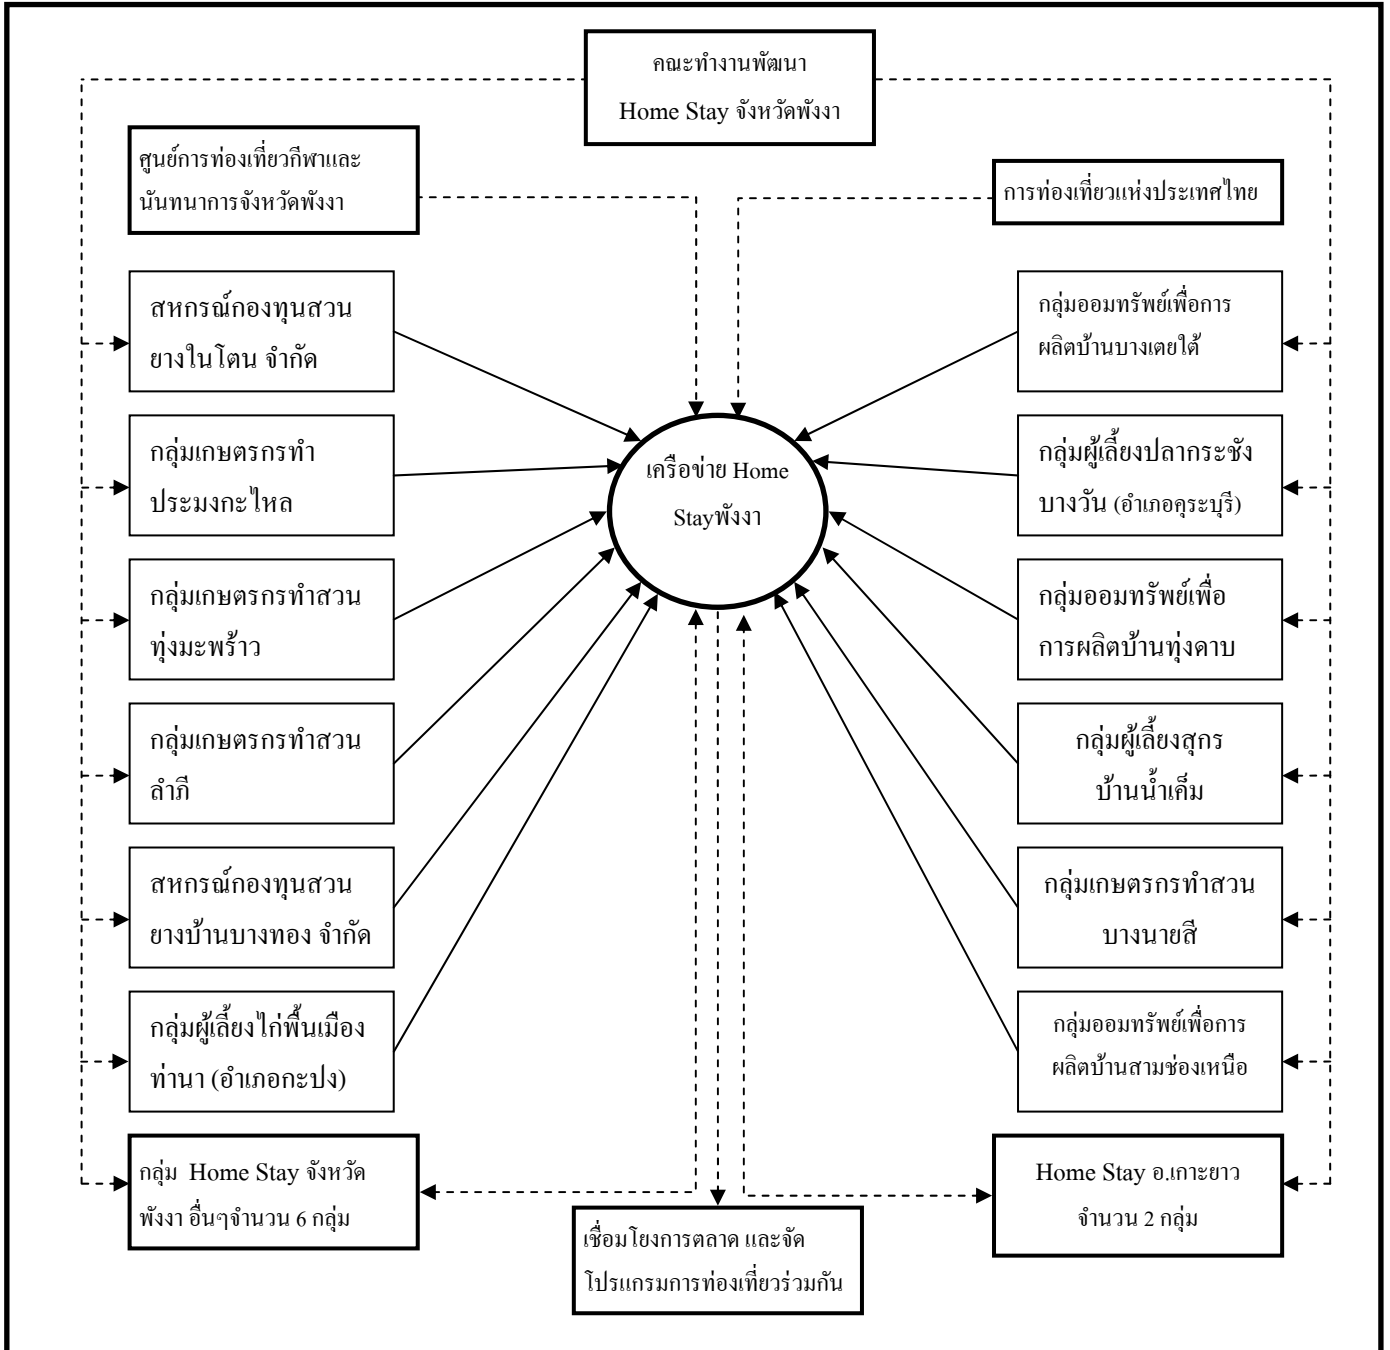 คณะทำงานพัฒนา
Home Stay จังหวัดพังงา
ศูนย์การท่องเที่ยวกีฬาและ
นันทนาการจังหวัดพังงา
การท่องเที่ยวแห่งประเทศไทย
สหกรณ์กองทุนสวน
ยางในโตน จำกัด
กลุ่มออมทรัพย์เพื่อการ
ผลิตบ้านบางเตยใต้
กลุ่มเกษตรกรทำ
ประมงกะไหล
เครือข่าย Home
Stayพังงา
กลุ่มผู้เลี้ยงปลากระชัง
บางวัน (อำเภอคุระบุรี)
กลุ่มเกษตรกรทำสวน
ทุ่งมะพร้าว
กลุ่มออมทรัพย์เพื่อ
การผลิตบ้านทุ่งดาบ
กลุ่มเกษตรกรทำสวน
ลำภี
กลุ่มผู้เลี้ยงสุกร
บ้านน้ำเค็ม
สหกรณ์กองทุนสวน
ยางบ้านบางทอง จำกัด
กลุ่มเกษตรกรทำสวน
บางนายสี
กลุ่มผู้เลี้ยงไก่พื้นเมือง
ท่านา (อำเภอกะปง)
กลุ่มออมทรัพย์เพื่อการ
ผลิตบ้านสามช่องเหนือ
กลุ่ม Home Stay จังหวัด
พังงา อื่นๆจำนวน 6 กลุ่ม
Home Stay อ.เกาะยาว
จำนวน 2 กลุ่ม
เชื่อมโยงการตลาด และจัด
โปรแกรมการท่องเที่ยวร่วมกัน